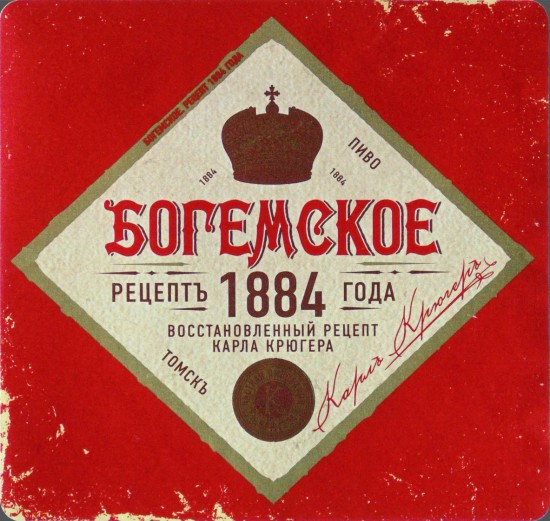 БОГЕМСКОЕ. РЕЦЕПТ 1884 ГОДА
ПИВО
1884 1884
БОГЕМСКОЕ
РЕЦЕПТЪ 1884 ГОДА
ВОССТАНОВЛЕННЫЙ РЕЦЕПТ
КАРЛА КРЮГЕРА
ТОМСКЪ
Карлъ Крюгеръ
К